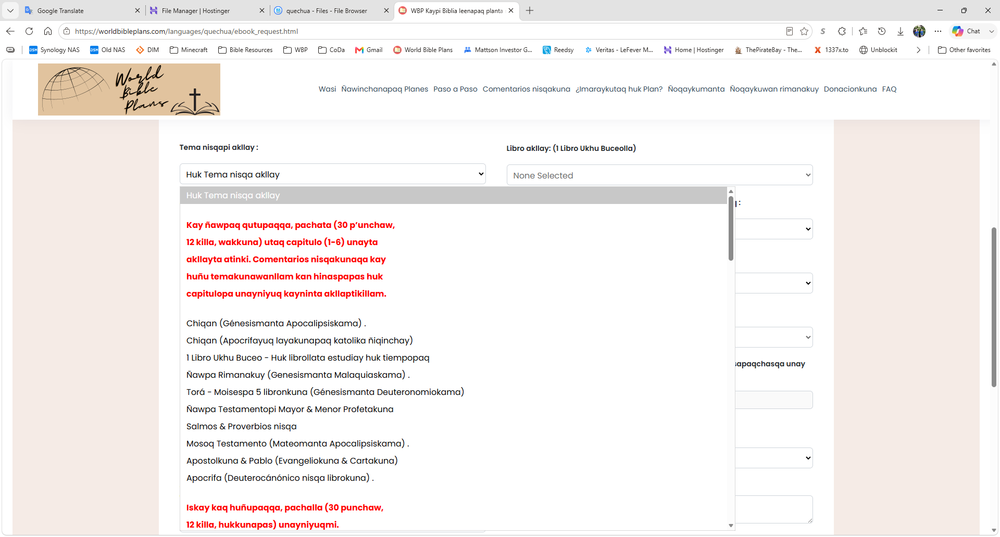 Google Translate
File Manager | Hostinger
quechua - Files - File Browser
WBP Kaypi Biblia leenapaq planta
https://worldbibleplans.com/languages/quechua/ebook_request.html
Chat
Synology NAS
Old NAS
DIM
Minecraft
Bible Resources
WBP
CoDa
Gmail
World Bible Plans
Mattson Investor G...
Reedsy
Veritas - LeFever M...
Home | Hostinger
ThePirateBay - The...
1337x.to
Unblockit
Other favorites
World
Bible
Plans
Wasi
Ñawinchanapaq Planes
Paso a Paso
Comentarios nisqakuna
¿Imaraykutaq huk Plan?
Ñoqaykumanta
Ñoqaykuwan rimanakuy
Donacionkuna
FAQ
Tema nisqapi akllay :
Libro akllay: (1 Libro Ukhu Buceolla)
Huk Tema nisqa akllay
None Selected
Huk Tema nisqa akllay
:
Kay ñawpaq qutupaqqa, pachata (30 p’unchaw,
12 killa, wakkuna) utaq capitulo (1-6) unayta
akllayta atinki. Comentarios nisqakunaqa kay
huñu temakunawanllam kan hinaspapas huk
capitulopa unayniyuq kayninta akllaptikillam.
Chiqan (Génesismanta Apocalipsiskama) .
Chiqan (Apocrifayuq layakunapaq katolika ñiqinchay)
1 Libro Ukhu Buceo - Huk librollata estudiay huk tiempopaq
sapaqchasqa unay
Ñawpa Rimanakuy (Genesismanta Malaquiaskama) .
Torá - Moisespa 5 libronkuna (Génesismanta Deuteronomiokama)
Ñawpa Testamentopi Mayor & Menor Profetakuna
Salmos & Proverbios nisqa
Mosoq Testamento (Mateomanta Apocalipsiskama) .
Apostolkuna & Pablo (Evangeliokuna & Cartakuna)
Apocrifa (Deuterocánónico nisqa librokuna) .
Iskay kaq huñupaqqa, pachalla (30 punchaw,
12 killa, hukkunapas) unayniyuqmi.